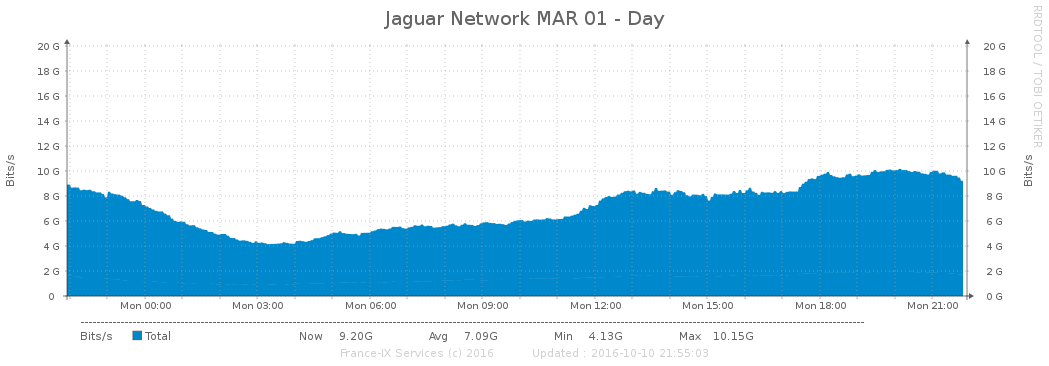 Jaguar Network MAR 01 - Day
RRDTOOL / TOBI OETIKER
Bits/s
20 G 20 G
18 G 18 G
16 G 16 G
14 G 14 G
12 G 12 G
10 G 10 G
8 G 8 G
6 G 6 G
4 G 4 G
2 G 2 G
0 0 G
Bits/s
Mon 00:00 Mon 03:00 Mon 06:00 Mon 09:00 Mon 12:00 Mon 15:00 Mon 18:00 Mon 21:00
Bits/s Total Now 9.20G Avg 7.09G Min 4.13G Max 10.15G
France-IX Services (c) 2016 Updated : 2016-10-10 21:55:03